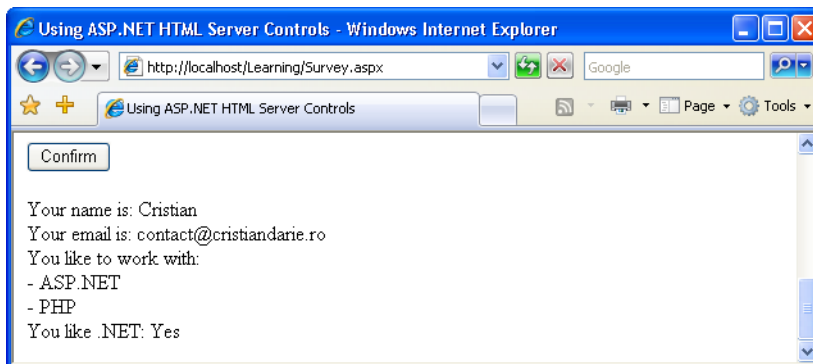 Using ASP.NET HTML Server Controls - Windows Internet Explorer
http://localhost/Learning/Survey.aspx
Google
Using ASP.NET HTML Server Controls
Page
Tools
Confirm
Your name is: Cristian
Your email is: contact@cristiandarie.ro
You like to work with:
- ASP.NET
- PHP
You like .NET: Yes